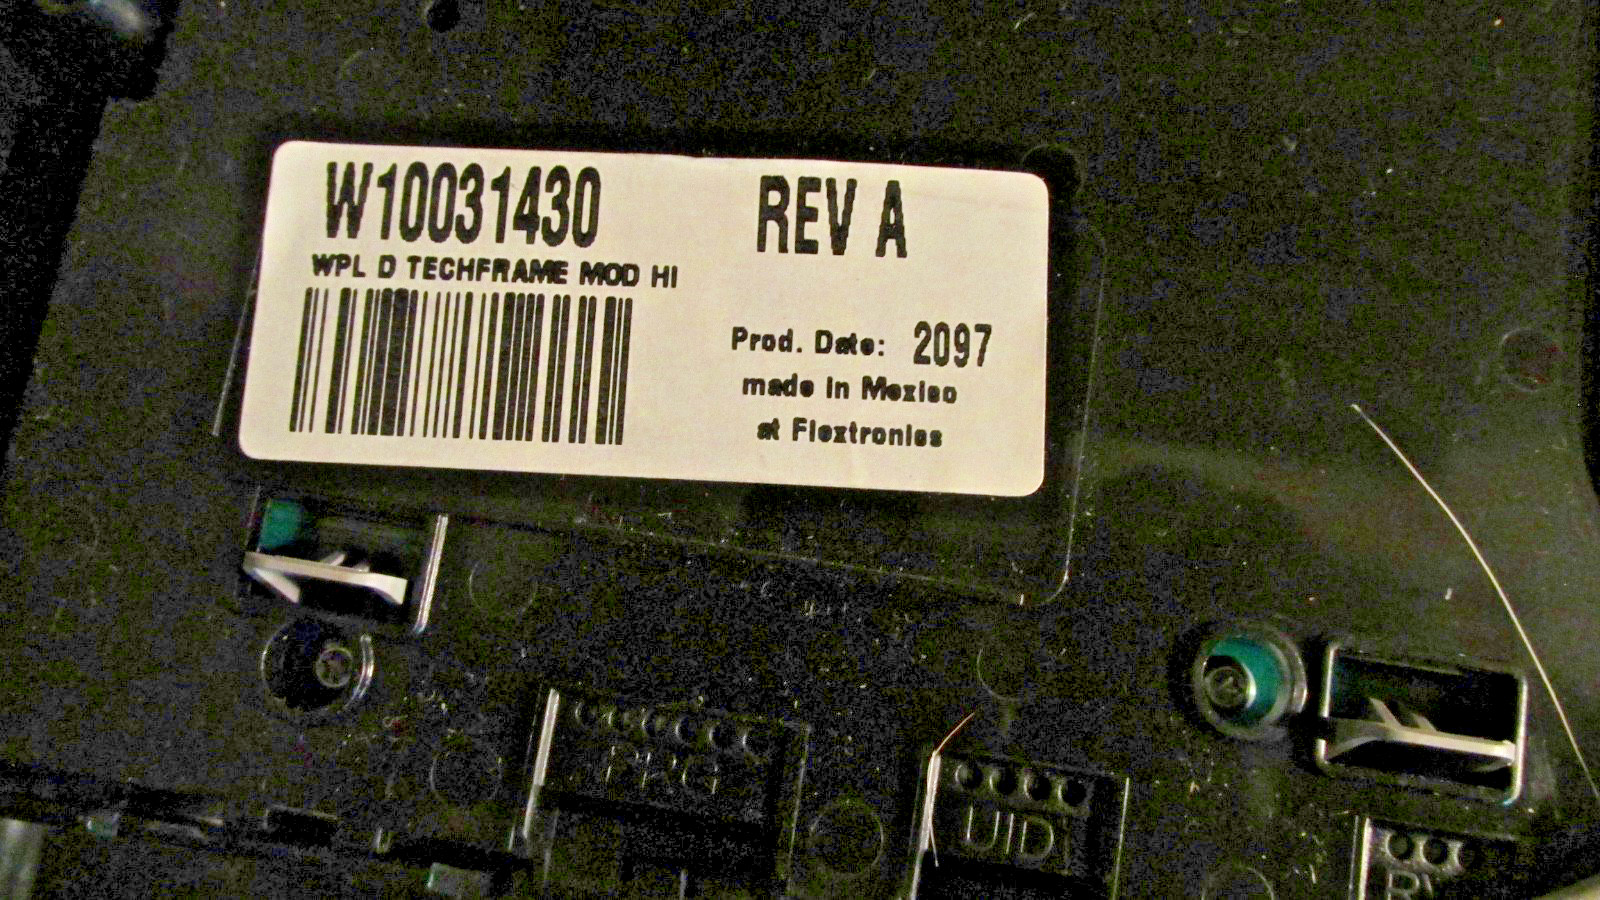 W10031430 REV A
WPL D TECHFRAME MOD HI
Prod. Date: 2097
made in Mexico
at Flextronics
PRG
UID